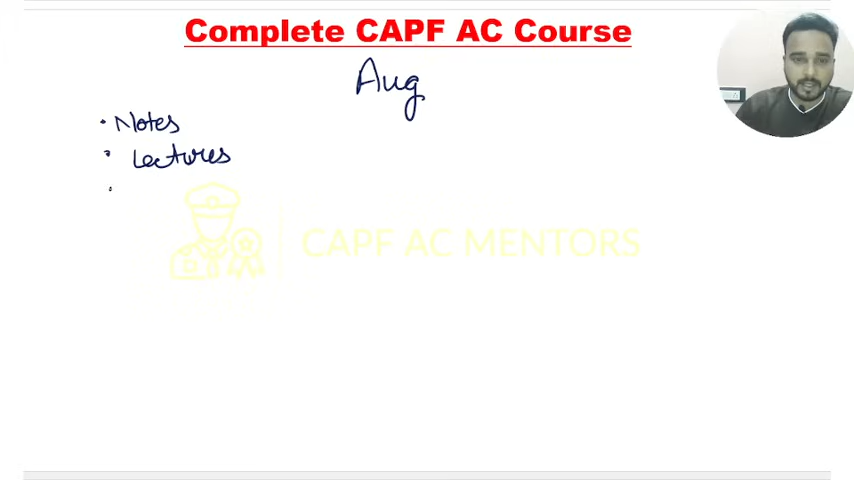 Complete CAPF AC Course
Aug
• Notes
• Lectures
•
CAPF AC MENTORS